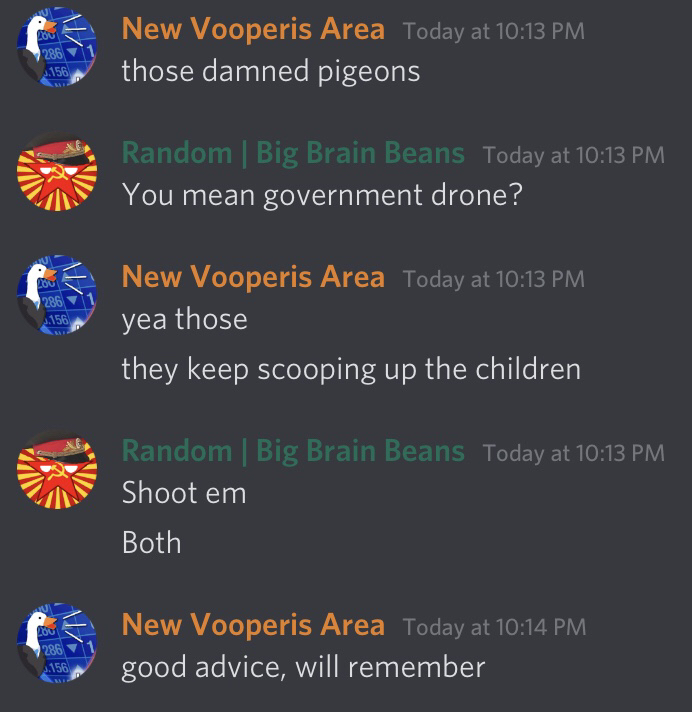 New Vooperis Area Today at 10:13 PM
those damned pigeons
Random | Big Brain Beans Today at 10:13 PM
You mean government drone?
New Vooperis Area Today at 10:13 PM
yea those
they keep scooping up the children
Random | Big Brain Beans Today at 10:13 PM
Shoot em
Both
New Vooperis Area Today at 10:14 PM
good advice, will remember